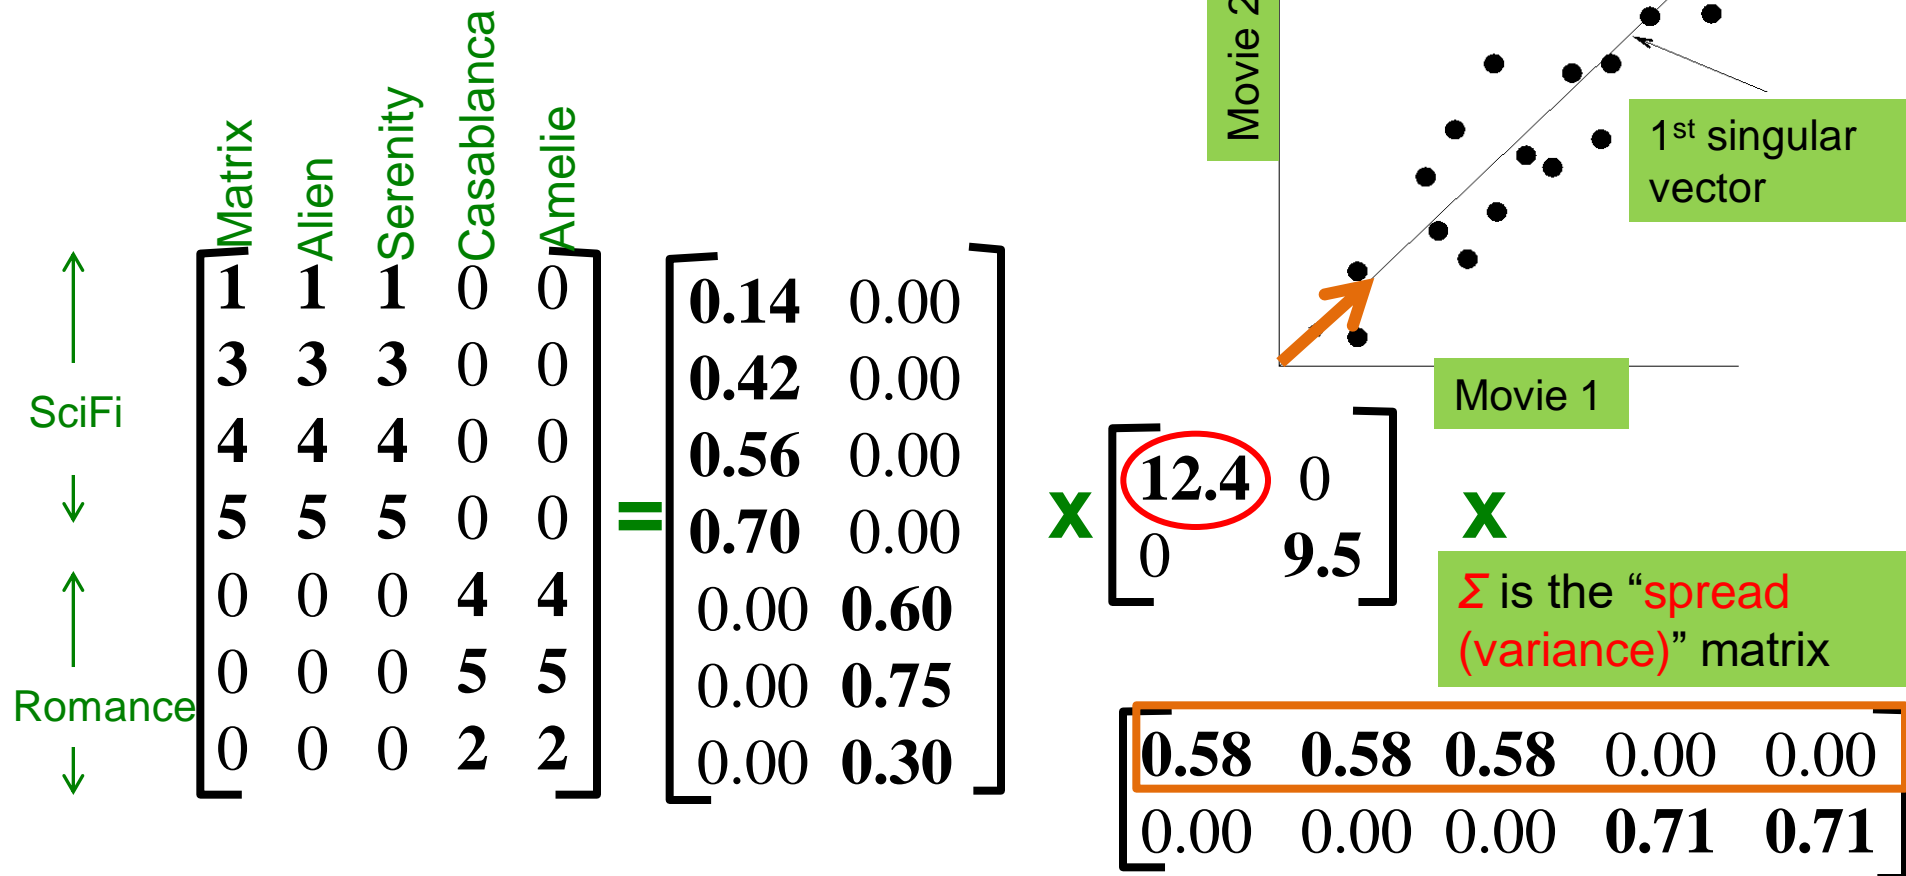 Matrix
Alien
Serenity
Casablanca
Amelie
SciFi
Romance
1 1 1 0 0
3 3 3 0 0
4 4 4 0 0
5 5 5 0 0
0 0 0 4 4
0 0 0 5 5
0 0 0 2 2
=
0.14 0.00
0.42 0.00
0.56 0.00
0.70 0.00
0.00 0.60
0.00 0.75
0.00 0.30
x
12.4 0
0 9.5
x
0.58 0.58 0.58 0.00 0.00
0.00 0.00 0.00 0.71 0.71
Movie 2
Movie 1
1st singular
vector
Σ is the “spread
(variance)” matrix